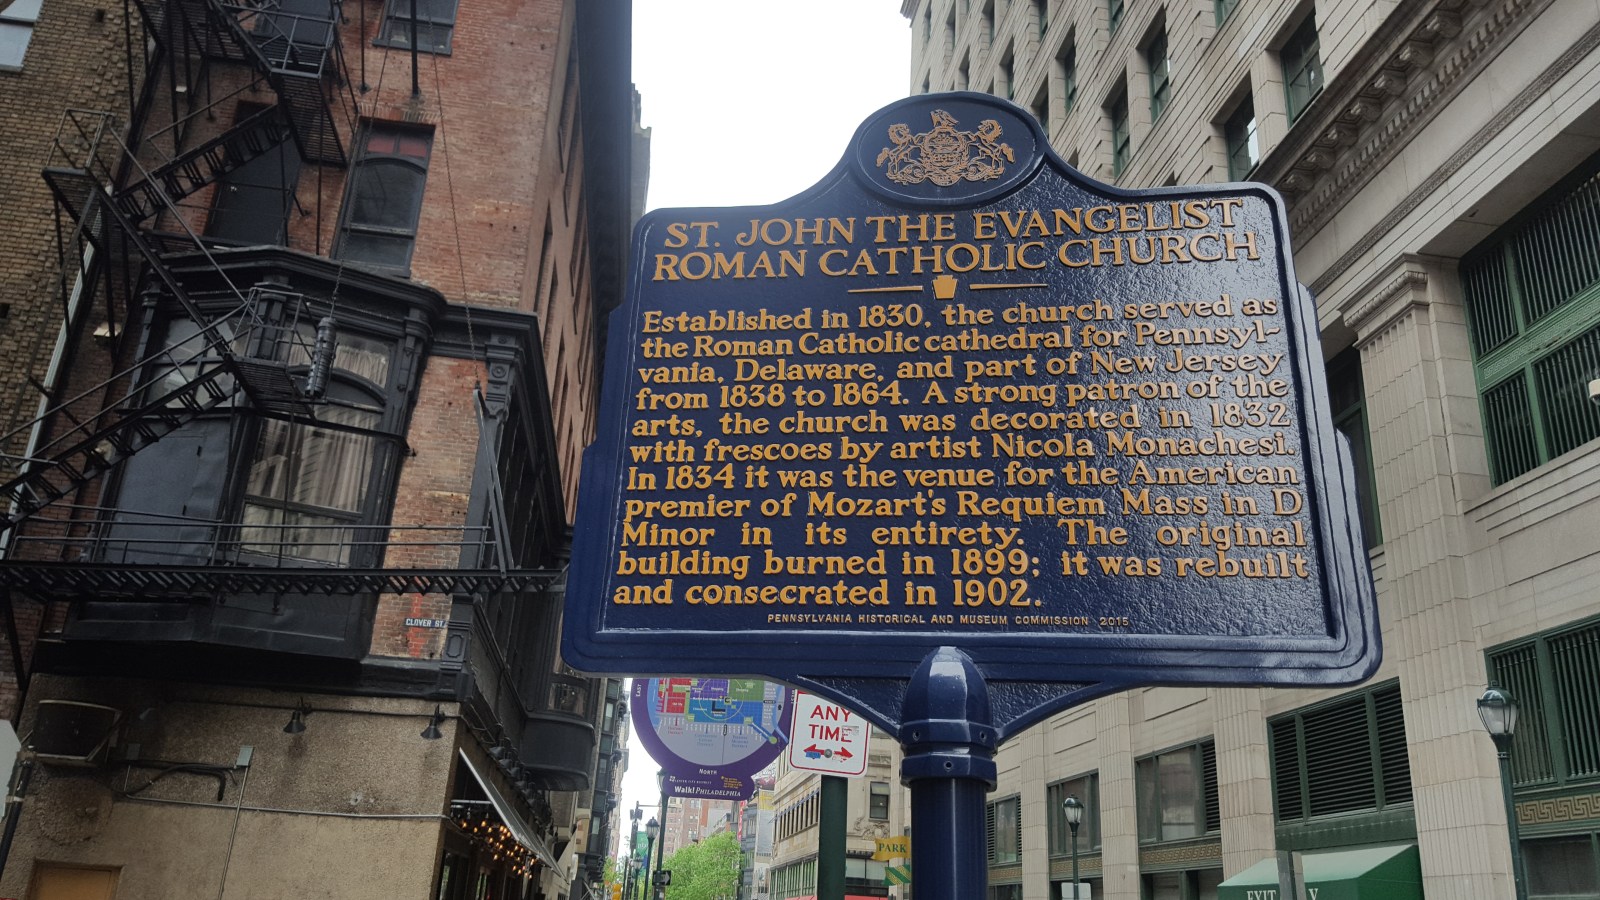 ST. JOHN THE EVANGELIST
ROMAN CATHOLIC CHURCH
Established in 1830, the church served as
the Roman Catholic cathedral for Pennsyl-
vania, Delaware, and part of New Jersey
from 1838 to 1864. A strong patron of the
arts, the church was decorated in 1832
with frescoes by artist Nicola Monachesi.
In 1834 it was the venue for the American
premier of Mozart's Requiem Mass in D
Minor in its entirety. The original
building burned in 1899; it was rebuilt
and consecrated in 1902.
PENNSYLVANIA HISTORICAL AND MUSEUM COMMISSION 2015
CLOVER ST.
EAST
NORTH
Walk! PHILADELPHIA
ANY
TIME
PARK
EXIT